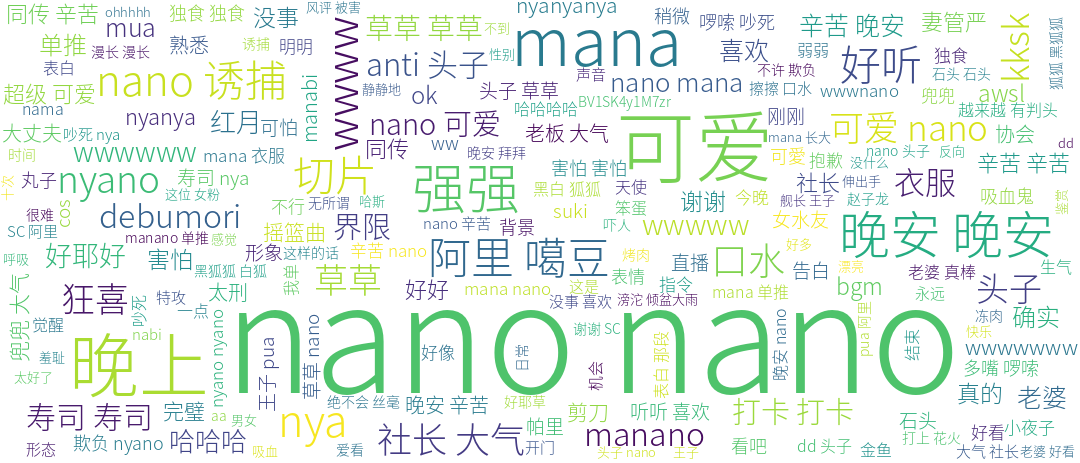 同传 辛苦
ohhhhh
独食 独食
没事
风评 被害
nyanyanya
稍微
啰嗦 吵死
辛苦 晚安
妻管严
kksk
狐狐 黑狐狐
单推
漫长 漫长
mua
熟悉
诱捕
明明
wwwww
草草 草草
不到
性别
mana
喜欢
弱弱
好听
独食
石头 石头
表白
nano 诱捕
anti 头子
声音
nano mana
不许 欺负
擦擦 口水
wwwnano
兜兜
awsl
超级 可爱
静静地
ok
头子 草草
BV1SK4y1M7zr
越来越 有判头
nama
nyanya
红月
可怕
manabi
nano 可爱
哈哈哈哈
老板 大气
可爱
刚刚
可爱 nano
协会
大丈夫
吵死 nya
同传
ww
mana 长大
dd
时间
wwwwww
mana 衣服
切片
晚安 拜拜
害怕 害怕
可爱
抱歉
nano 头子
反向
没什么
辛苦 辛苦
十次
丸子
nyano
寿司 nya
强强
黑白 狐狐
天使
社长
伸出手
衣服
吸血鬼
鉴赏
cos
这位 女粉
哈斯
不行
无所谓
suki
笨蛋
谢谢
今晚
舰长 王子
赵子龙
很难
debumori
界限
nano 辛苦
背景
吓人
wwwww
女水友
晚安 晚安
SC 阿里
manano 单推
感觉
摇篮曲
阿里 噶豆
好耶好
形象
这样的话
辛苦 nano
烤肉
直播
口水
好多
告白
老婆 真棒
生气
呼吸
害怕
黑狐狐 白狐
我单
mana nano
这是
表情
指令
mana 单推
漂亮
bgm
头子
兜兜 大气
狂喜
特攻
太刑
草草
好好
没事 喜欢
滂沱 倾盆大雨
永远
冻肉
确实
觉醒
吵死
一点
nyano nyano
nano nano
谢谢 SC
晚安 nano
pua 阿里
快乐
羞耻
nabi
晚上
王子 pua
草草 nano
好像
日常
机会
表白 那段
结束
wwwwwww
太好了
看吧
多嘴 啰嗦
寿司 寿司
完璧
aa
男女
绝不会 丝毫
晚安 辛苦
好耶草
剪刀
听听 喜欢
打卡 打卡
真的
老婆
nya
帕里
石头
打上 花火
好看
小夜子
形态
欺负 nyano
哈哈哈
吸血
爱看
社长 大气
开门
manano
头子 nano
王子
dd 头子
金鱼
大气 社长
老婆 好看